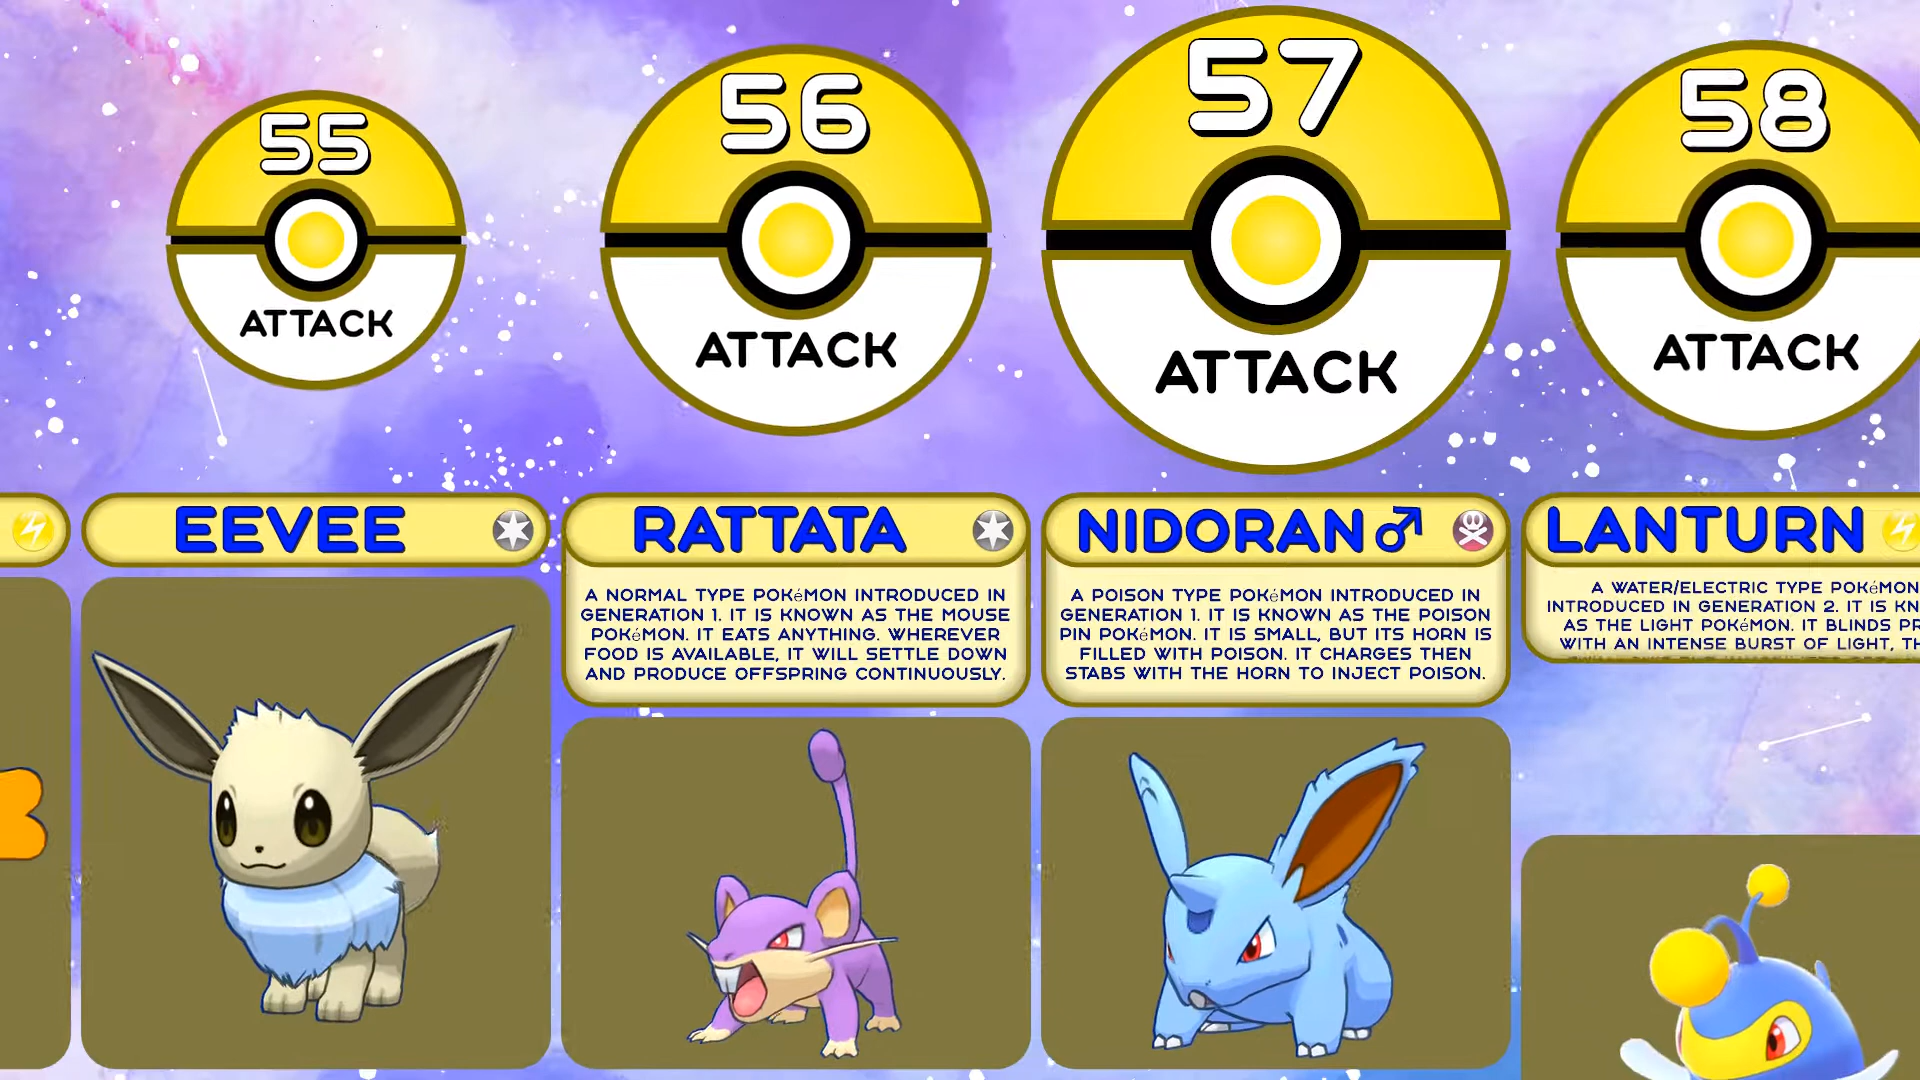 55
ATTACK
56
ATTACK
57
ATTACK
58
ATTACK
EEVEE
RATTATA
A NORMAL TYPE POKéMON INTRODUCED IN
GENERATION 1. IT IS KNOWN AS THE MOUSE
POKéMON. IT EATS ANYTHING. WHEREVER
FOOD IS AVAILABLE, IT WILL SETTLE DOWN
AND PRODUCE OFFSPRING CONTINUOUSLY.
NIDORAN♂
A POISON TYPE POKéMON INTRODUCED IN
GENERATION 1. IT IS KNOWN AS THE POISON
PIN POKéMON. IT IS SMALL, BUT ITS HORN IS
FILLED WITH POISON. IT CHARGES THEN
STABS WITH THE HORN TO INJECT POISON.
LANTURN
A WATER/ELECTRIC TYPE POKéMON
INTRODUCED IN GENERATION 2. IT IS
AS THE LIGHT POKéMON. IT BLINDS
WITH AN INTENSE BURST OF LIGHT,